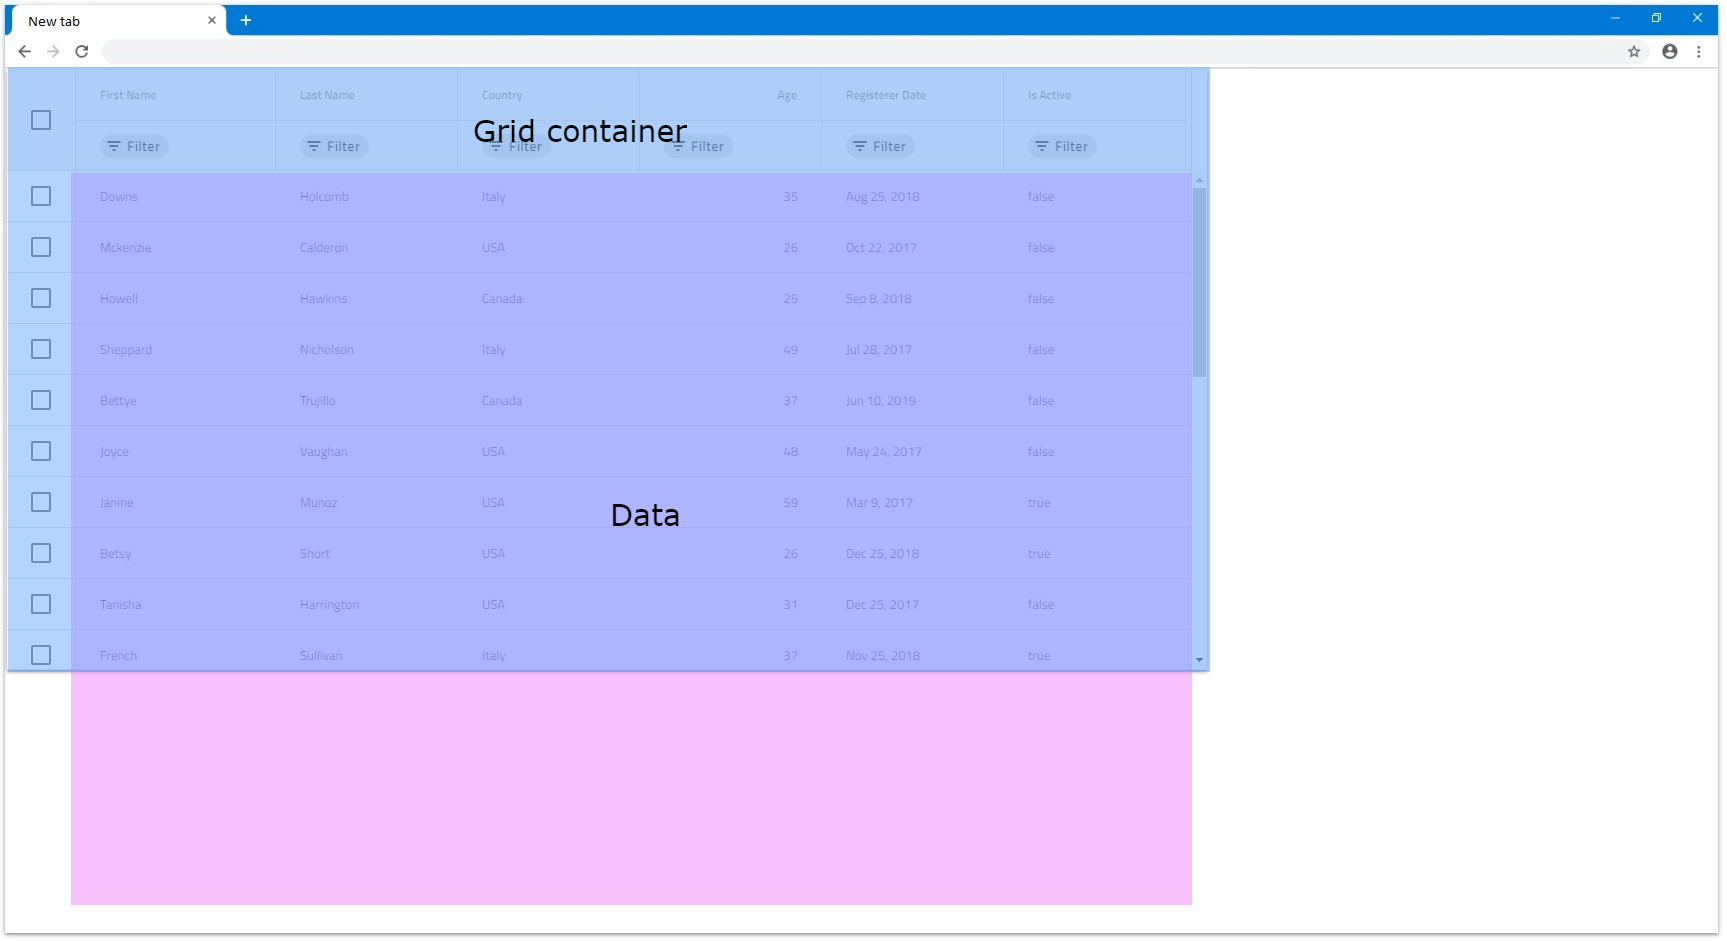 New tab
First Name Last Name Country Age Registerer Date Is Active
Grid container
Filter Filter Filter Filter Filter Filter
Downs Holcomb Italy 35 Aug 25, 2018 false
Mckenzie Calderon USA 26 Oct 22, 2017 false
Howell Hawkins Canada 25 Sep 8, 2018 false
Sheppard Nicholson Italy 49 Jul 28, 2017 false
Bettye Trujillo Canada 37 Jun 10, 2019 false
Joyce Vaughan USA 48 May 24, 2017 false
Janine Munoz USA 59 Mar 9, 2017 true
Data
Betsy Short USA 26 Dec 25, 2018 true
Tanisha Harrington USA 31 Dec 25, 2017 false
French Sullivan Italy 37 Nov 25, 2018 true